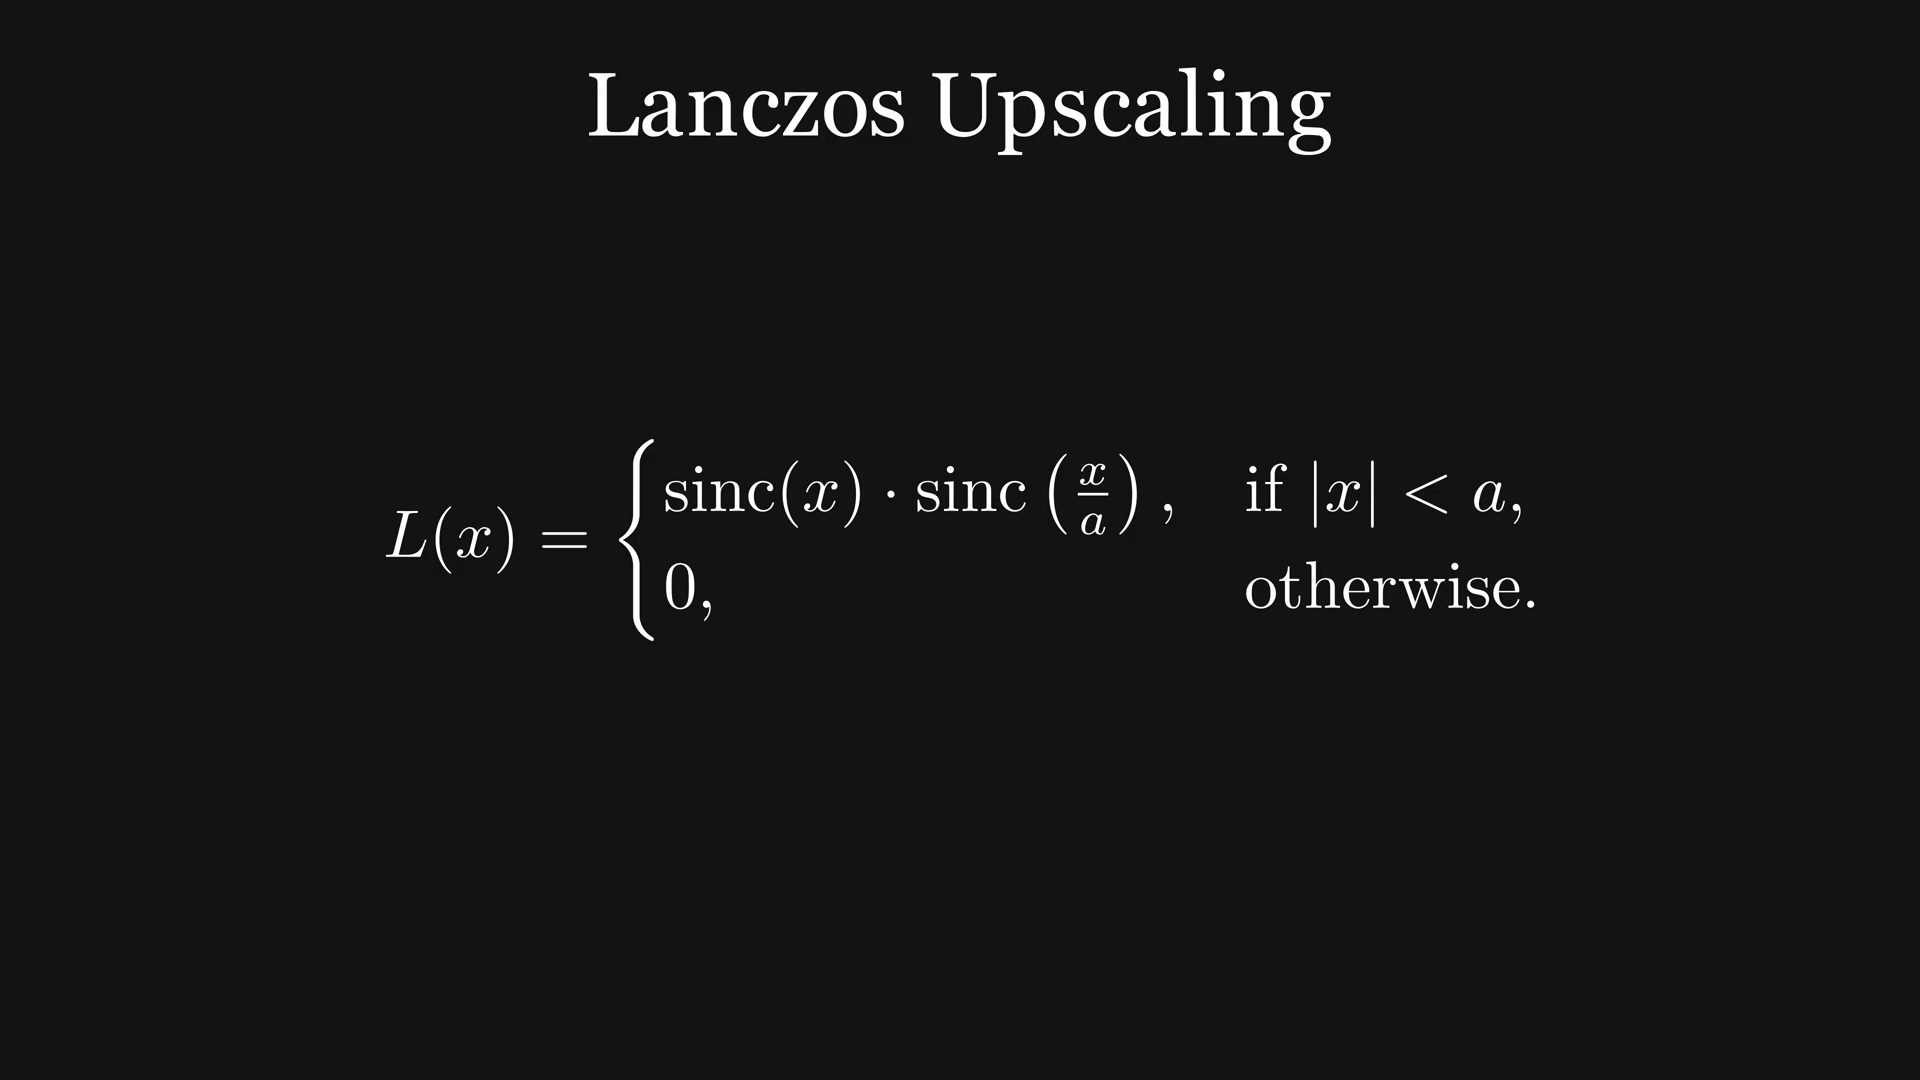 Lanczos Upscaling
L(x) = { sinc(x) · sinc (x/a), if |x| < a,
0, otherwise.